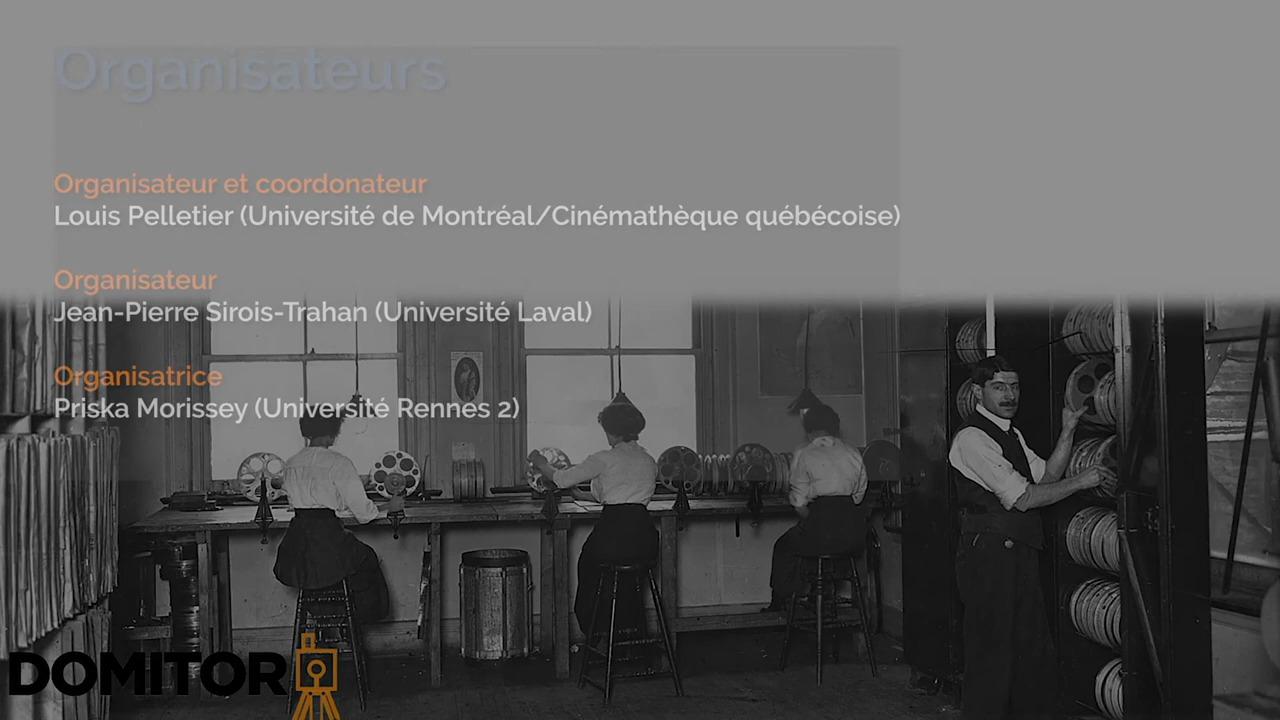 Organisateurs
Organisateur et coordonateur
Louis Pelletier (Université de Montréal/Cinémathèque québécoise)
Organisateur
Jean-Pierre Sirois-Trahan (Université Laval)
Organisatrice
Priska Morissey (Université Rennes 2)
DOMITOR